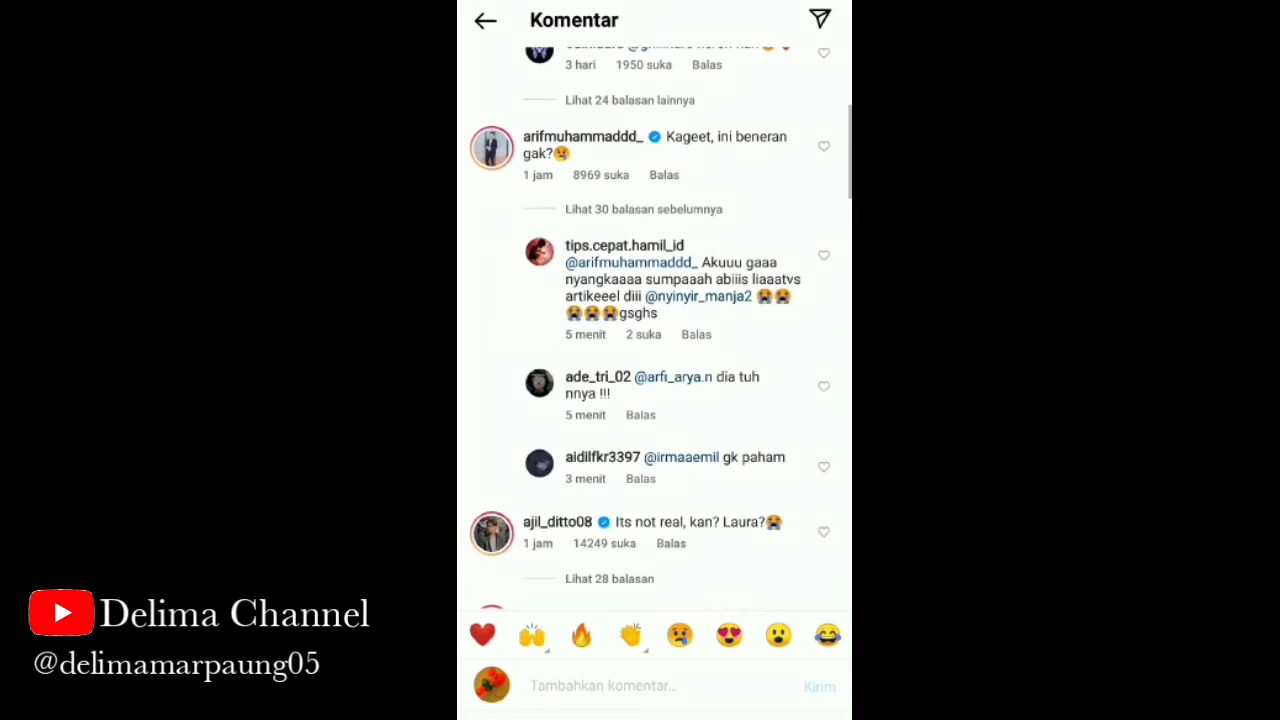 Komentar
3 hari 1950 suka Balas
Lihat 24 balasan lainnya
arifmuhammaddd_ Kageet, ini beneran
gak?😢
1 jam 8969 suka Balas
Lihat 30 balasan sebelumnya
tips.cepat.hamil_id
@arifmuhammaddd_ Akuuu gaaa
nyangkaaaa sumpaaah abiiis liaaatvs
artikeeel diii @nyinyir_manja2 😭😭
😭😭😭gsghs
5 menit 2 suka Balas
ade_tri_02 @arfi_arya.n dia tuh
nnya !!!
5 menit Balas
aidilfkr3397 @irmaaemil gk paham
3 menit Balas
ajil_ditto08 Its not real, kan? Laura?😭
1 jam 14249 suka Balas
Lihat 28 balasan
Tambahkan komentar... Kirim
Delima Channel
@delimamarpaung05